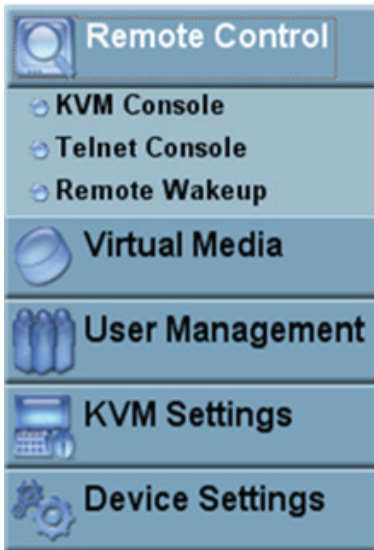 Remote Control
KVM Console
Telnet Console
Remote Wakeup
Virtual Media
User Management
KVM Settings
Device Settings